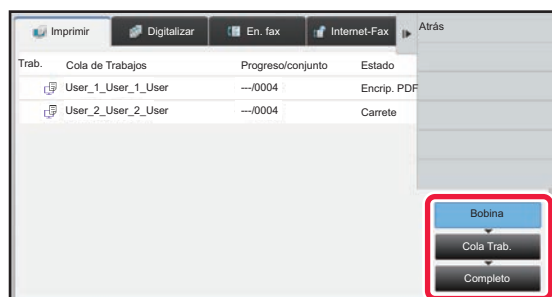 Imprimir Digitalizar En. fax Internet-Fax Atrás
Trab. Cola de Trabajos Progreso/conjunto Estado
User_1_User_1_User ---/0004 Encrip. PDF
User_2_User_2_User ---/0004 Carrete
Bobina
Cola Trab.
Completo